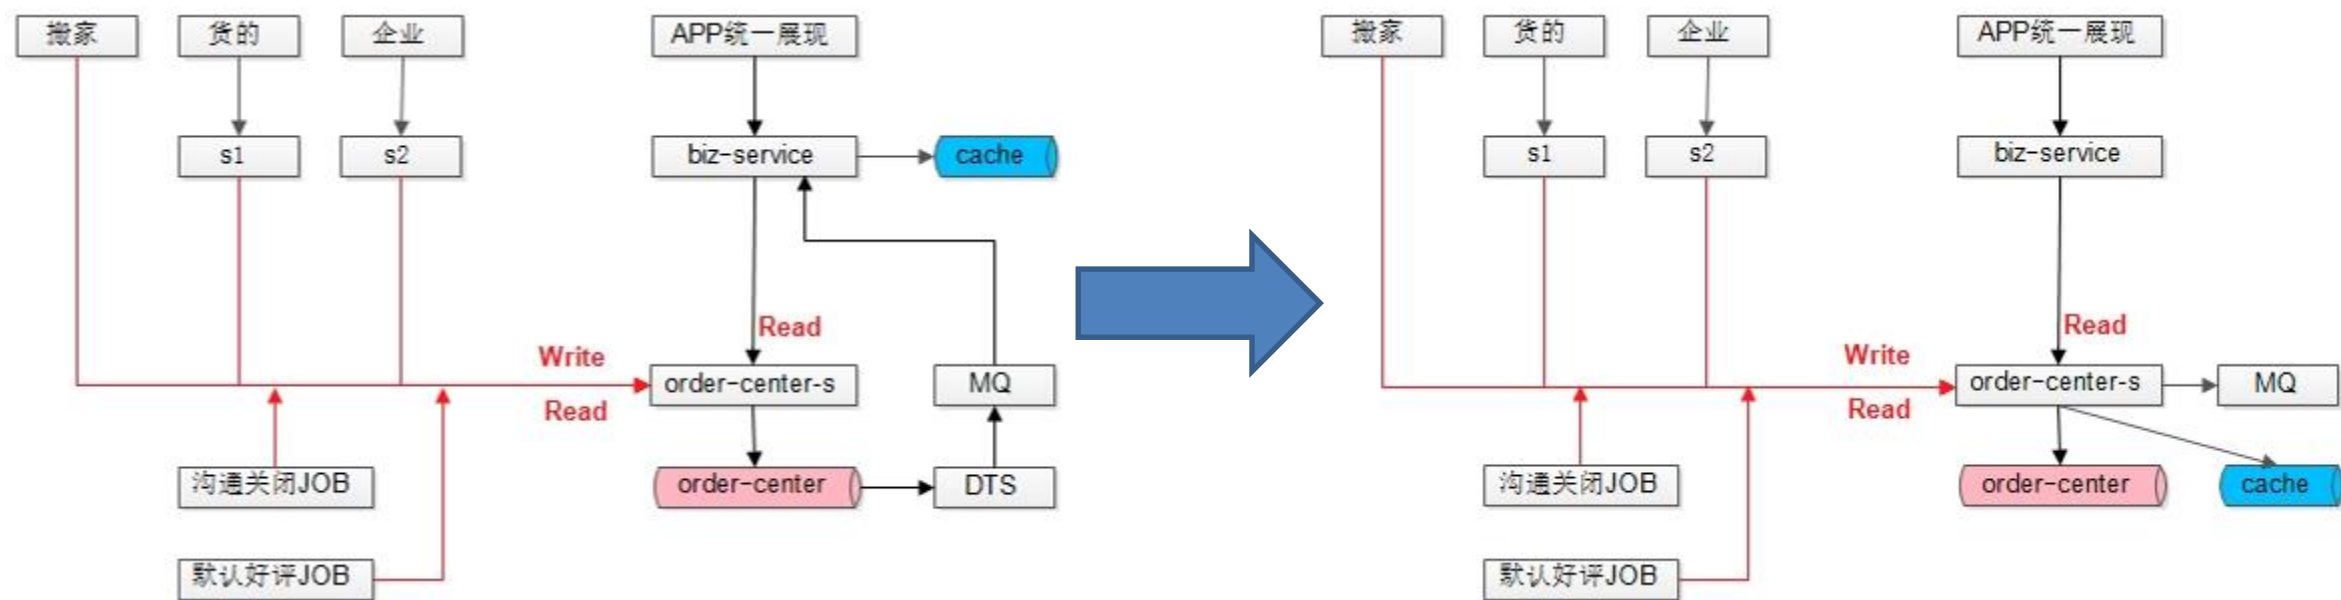 搬家
货的
企业
APP统一展现
s1
s2
biz-service
cache
Read
Write
order-center-s
MQ
Read
沟通关闭JOB
order-center
DTS
默认好评JOB
搬家
货的
企业
APP统一展现
s1
s2
biz-service
Read
Write
order-center-s
MQ
Read
沟通关闭JOB
order-center
cache
默认好评JOB